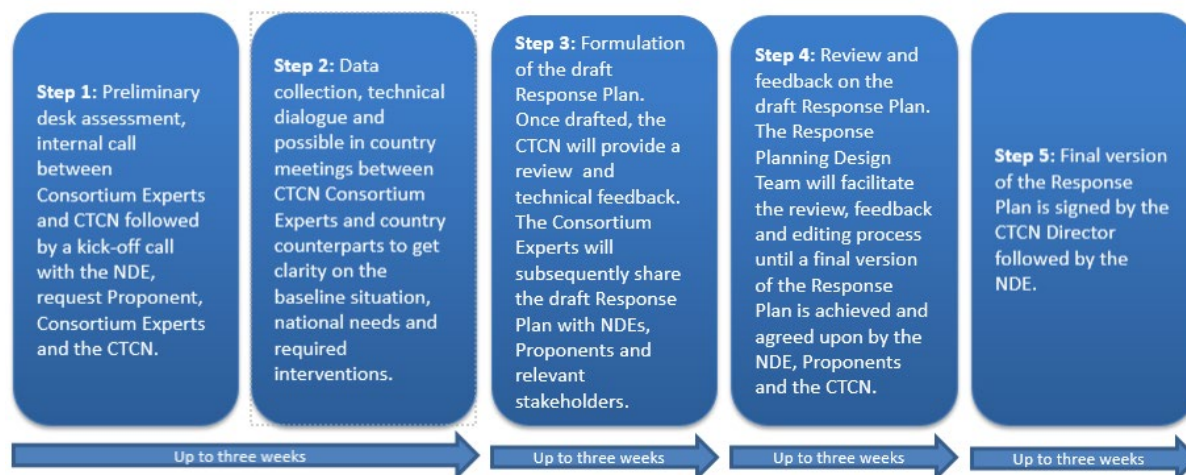 Step 1: Preliminary
desk assessment,
internal call
between
Consortium Experts
and CTCN followed
by a kick-off call
with the NDE,
request Proponent,
Consortium Experts
and the CTCN.
Step 2: Data
collection, technical
dialogue and
possible in country
meetings between
CTCN Consortium
Experts and country
counterparts to get
clarity on the
baseline situation,
national needs and
required
interventions.
Step 3: Formulation
of the draft
Response Plan.
Once drafted, the
CTCN will provide a
review and
technical feedback.
The Consortium
Experts will
subsequently share
the draft Response
Plan with NDEs,
Proponents and
relevant
stakeholders.
Step 4: Review and
feedback on the
draft Response Plan.
The Response
Planning Design
Team will facilitate
the review, feedback
and editing process
until a final version
of the Response
Plan is achieved and
agreed upon by the
NDE, Proponents
and the CTCN.
Step 5: Final version
of the Response
Plan is signed by the
CTCN Director
followed by the
NDE.
Up to three weeks
Up to three weeks
Up to three weeks
Up to three weeks